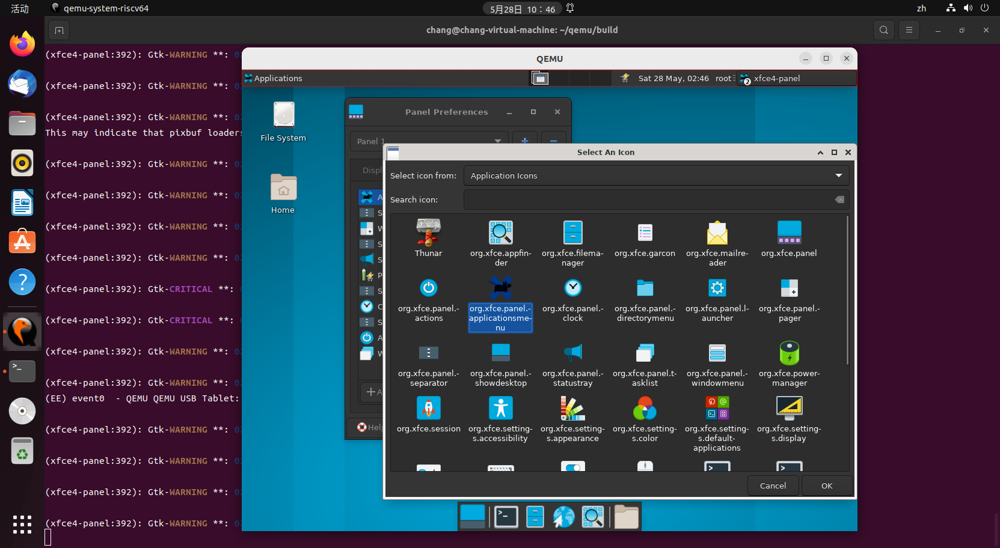 活动
qemu-system-riscv64
5月28日 10：46
zh
chang@chang-virtual-machine: ~/qemu/build
(xfce4-panel:392): Gtk-WARNING **: 0
(xfce4-panel:392): Gtk-WARNING **: 0
(xfce4-panel:392): Gtk-WARNING **: 0
This may indicate that pixbuf loaders
(xfce4-panel:392): Gtk-WARNING **: 0
(xfce4-panel:392): Gtk-WARNING **: 0
(xfce4-panel:392): Gtk-WARNING **: 0
(xfce4-panel:392): Gtk-WARNING **: 0
(xfce4-panel:392): Gtk-CRITICAL **:
(xfce4-panel:392): Gtk-CRITICAL **:
(xfce4-panel:392): Gtk-WARNING **: 0
(xfce4-panel:392): Gtk-WARNING **: 0
(EE) event0  - QEMU QEMU USB Tablet:
(xfce4-panel:392): Gtk-WARNING **: 0
(xfce4-panel:392): Gtk-WARNING **: 0
(xfce4-panel:392): Gtk-WARNING **: 0
(xfce4-panel:392): Gtk-WARNING **: 0
QEMU
Applications
Sat 28 May, 02:46
root
2
xfce4-panel
File System
Home
Panel Preferences
Panel 1
Displ
A
S
W
S
S
P
S
C
S
A
W
A
Help
Select An Icon
Select icon from:
Application Icons
Search icon:
Thunar
org.xfce.appfin-
der
org.xfce.filema-
nager
org.xfce.garcon
org.xfce.mailre-
ader
org.xfce.panel
org.xfce.panel.-
actions
org.xfce.panel.-
applicationsme-
nu
org.xfce.panel.-
clock
org.xfce.panel.-
directorymenu
org.xfce.panel.l-
auncher
org.xfce.panel.-
pager
org.xfce.panel.-
separator
org.xfce.panel.-
showdesktop
org.xfce.panel.-
statustray
org.xfce.panel.t-
asklist
org.xfce.panel.-
windowmenu
org.xfce.power-
manager
org.xfce.session
org.xfce.setting-
s.accessibility
org.xfce.setting-
s.appearance
org.xfce.setting-
s.color
org.xfce.setting-
s.default-
applications
org.xfce.setting-
s.display
Cancel
OK